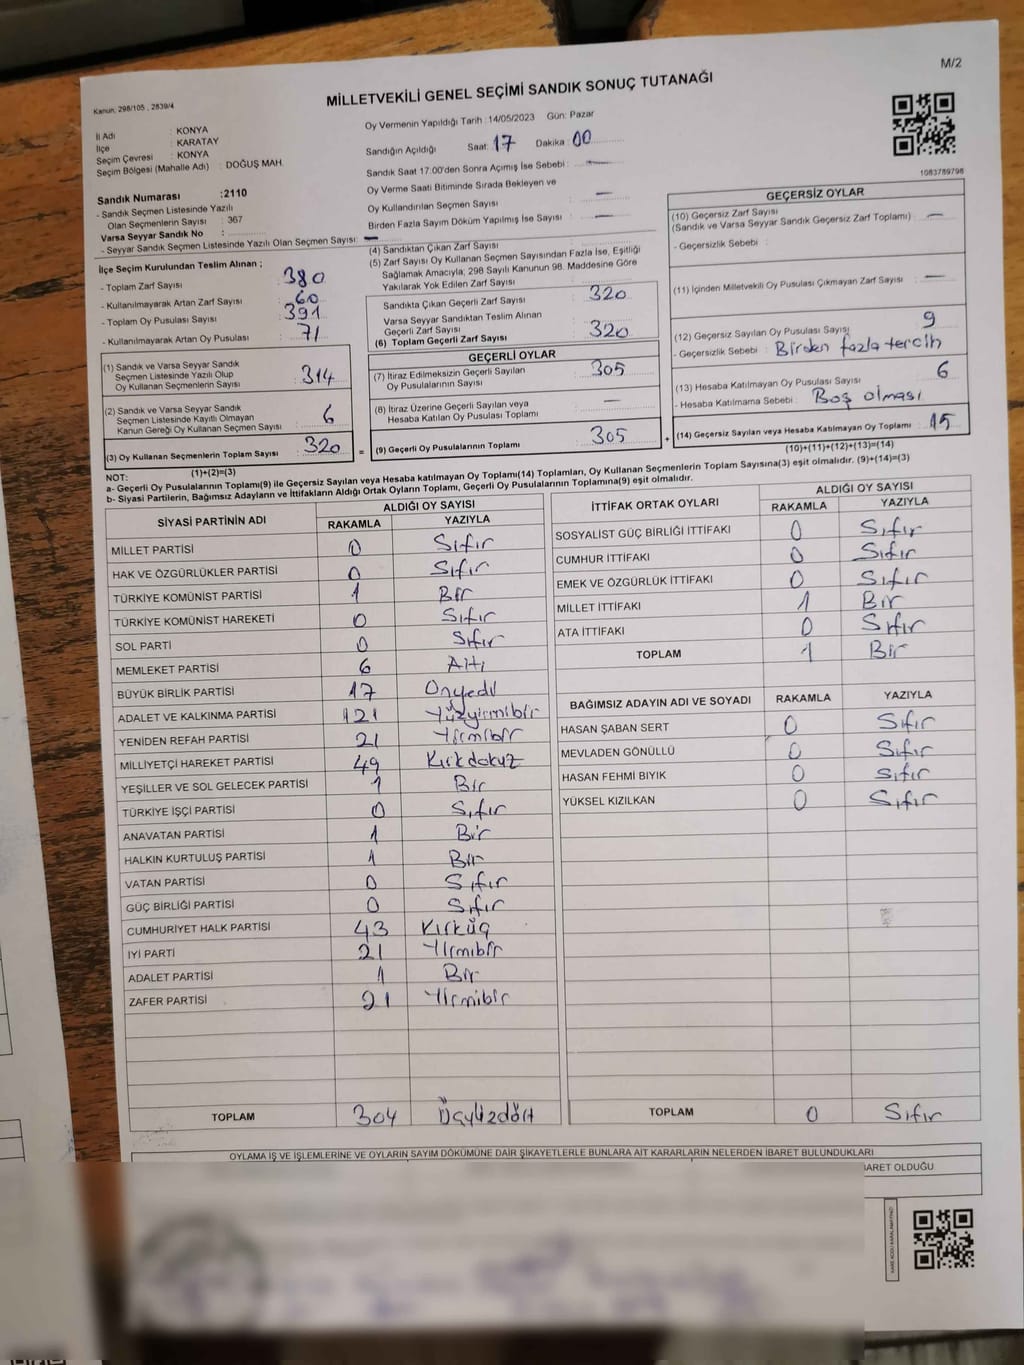 M/2
Kanun, 298/105 , 2839/4
MİLLETVEKİLİ GENEL SEÇİMİ SANDIK SONUÇ TUTANAĞI
İl Adı : KONYA
İlçe : KARATAY
Seçim Çevresi : KONYA
Seçim Bölgesi (Mahalle Adı) : DOĞUŞ MAH.
Sandık Numarası :2110
- Sandık Seçmen Listesinde Yazılı
Olan Seçmenlerin Sayısı : 367
Varsa Seyyar Sandık No :
- Seyyar Sandık Seçmen Listesinde Yazılı Olan Seçmen Sayısı: —
Oy Vermenin Yapıldığı Tarih :14/05/2023 Gün: Pazar
Sandığın Açıldığı Saat: 17 Dakika: 00
Sandık Saat 17:00'den Sonra Açımış İse Sebebi : —
Oy Verme Saati Bitiminde Sırada Bekleyen ve
Oy Kullandırılan Seçmen Sayısı : —
Birden Fazla Sayım Döküm Yapılmış İse Sayısı : —
1083789798
İlçe Seçim Kurulundan Teslim Alınan ;
- Toplam Zarf Sayısı : 380
- Kullanılmayarak Artan Zarf Sayısı : 60
- Toplam Oy Pusulası Sayısı : 391
- Kullanılmayarak Artan Oy Pusulası : 71
(1) Sandık ve Varsa Seyyar Sandık
Seçmen Listesinde Yazılı Olup
Oy Kullanan Seçmenlerin Sayısı : 314
(2) Sandık ve Varsa Seyyar Sandık
Seçmen Listesinde Kayıtlı Olmayan
Kanun Gereği Oy Kullanan Seçmen Sayısı : 6
(3) Oy Kullanan Seçmenlerin Toplam Sayısı : 320
(1)+(2)=(3)
(4) Sandıktan Çıkan Zarf Sayısı
(5) Zarf Sayısı Oy Kullanan Seçmen Sayısından Fazla İse, Eşitliği
Sağlamak Amacıyla, 298 Sayılı Kanunun 98. Maddesine Göre
Yakılarak Yok Edilen Zarf Sayısı :
Sandıkta Çıkan Geçerli Zarf Sayısı : 320
Varsa Seyyar Sandıktan Teslim Alınan
Geçerli Zarf Sayısı
(6) Toplam Geçerli Zarf Sayısı : 320
GEÇERLİ OYLAR
(7) İtiraz Edilmeksizin Geçerli Sayılan
Oy Pusulalarının Sayısı : 305
(8) İtiraz Üzerine Geçerli Sayılan veya
Hesaba Katılan Oy Pusulası Toplamı : —
= (9) Geçerli Oy Pusulalarının Toplamı : 305 +
GEÇERSİZ OYLAR
(10) Geçersiz Zarf Sayısı
(Sandık ve Varsa Seyyar Sandık Geçersiz Zarf Toplamı) : —
- Geçersizlik Sebebi :
(11) İçinden Milletvekili Oy Pusulası Çıkmayan Zarf Sayısı : —
(12) Geçersiz Sayılan Oy Pusulası Sayısı : 9
- Geçersizlik Sebebi : Birden fazla tercih
(13) Hesaba Katılmayan Oy Pusulası Sayısı : 6
- Hesaba Katılmama Sebebi : Boş olması
(14) Geçersiz Sayılan veya Hesaba Katılmayan Oy Toplamı : 15
(10)+(11)+(12)+(13)=(14)
NOT:
a- Geçerli Oy Pusulalarının Toplamı(9) ile Geçersiz Sayılan veya Hesaba katılmayan Oy Toplamı(14) Toplamları, Oy Kullanan Seçmenlerin Toplam Sayısına(3) eşit olmalıdır. (9)+(14)=(3)
b- Siyasi Partilerin, Bağımsız Adayların ve İttifakların Aldığı Ortak Oyların Toplamı, Geçerli Oy Pusulalarının Toplamına(9) eşit olmalıdır.
SİYASİ PARTİNİN ADI ALDIĞI OY SAYISI
RAKAMLA YAZIYLA
MİLLET PARTİSİ 0 Sıfır
HAK VE ÖZGÜRLÜKLER PARTİSİ 0 Sıfır
TÜRKİYE KOMÜNİST PARTİSİ 1 Bir
TÜRKİYE KOMÜNİST HAREKETİ 0 Sıfır
SOL PARTİ 0 Sıfır
MEMLEKET PARTİSİ 6 Altı
BÜYÜK BİRLİK PARTİSİ 17 Onyedi
ADALET VE KALKINMA PARTİSİ 121 Yüzyirmibir
YENİDEN REFAH PARTİSİ 21 Yirmibir
MİLLİYETÇİ HAREKET PARTİSİ 49 Kırkdokuz
YEŞİLLER VE SOL GELECEK PARTİSİ 1 Bir
TÜRKİYE İŞÇİ PARTİSİ 0 Sıfır
ANAVATAN PARTİSİ 1 Bir
HALKIN KURTULUŞ PARTİSİ 1 Bir
VATAN PARTİSİ 0 Sıfır
GÜÇ BİRLİĞİ PARTİSİ 0 Sıfır
CUMHURİYET HALK PARTİSİ 43 Kırküç
İYİ PARTİ 21 Yirmibir
ADALET PARTİSİ 1 Bir
ZAFER PARTİSİ 21 Yirmibir
TOPLAM 304 Üçyüzdört
İTTİFAK ORTAK OYLARI ALDIĞI OY SAYISI
RAKAMLA YAZIYLA
SOSYALİST GÜÇ BİRLİĞİ İTTİFAKI 0 Sıfır
CUMHUR İTTİFAKI 0 Sıfır
EMEK VE ÖZGÜRLÜK İTTİFAKI 0 Sıfır
MİLLET İTTİFAKI 1 Bir
ATA İTTİFAKI 0 Sıfır
TOPLAM 1 Bir
BAĞIMSIZ ADAYIN ADI VE SOYADI RAKAMLA YAZIYLA
HASAN ŞABAN SERT 0 Sıfır
MEVLADEN GÖNÜLLÜ 0 Sıfır
HASAN FEHMİ BIYIK 0 Sıfır
YÜKSEL KIZILKAN 0 Sıfır
TOPLAM 0 Sıfır
OYLAMA İŞ VE İŞLEMLERİNE VE OYLARIN SAYIM DÖKÜMÜNE DAİR ŞİKAYETLERLE BUNLARA AİT KARARLARIN NELERDEN İBARET BULUNDUKLARI
BARET OLDUĞU